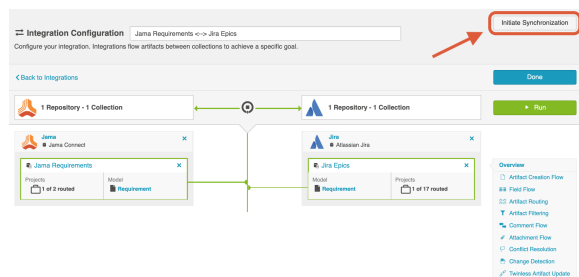 Initiate Synchronization
Integration Configuration
Jama Requirements <--> Jira Epics
Configure your integration. Integrations flow artifacts between collections to achieve a specific goal.
Back to Integrations
Done
1 Repository - 1 Collection
1 Repository - 1 Collection
Run
Jama
Jama Connect
Jira
Atlassian Jira
Jama Requirements
Projects
1 of 2 routed
Model
Requirement
Jira Epics
Model
Requirement
Projects
1 of 17 routed
Overview
Artifact Creation Flow
Field Flow
Artifact Routing
Artifact Filtering
Comment Flow
Attachment Flow
Conflict Resolution
Change Detection
Twinless Artifact Update